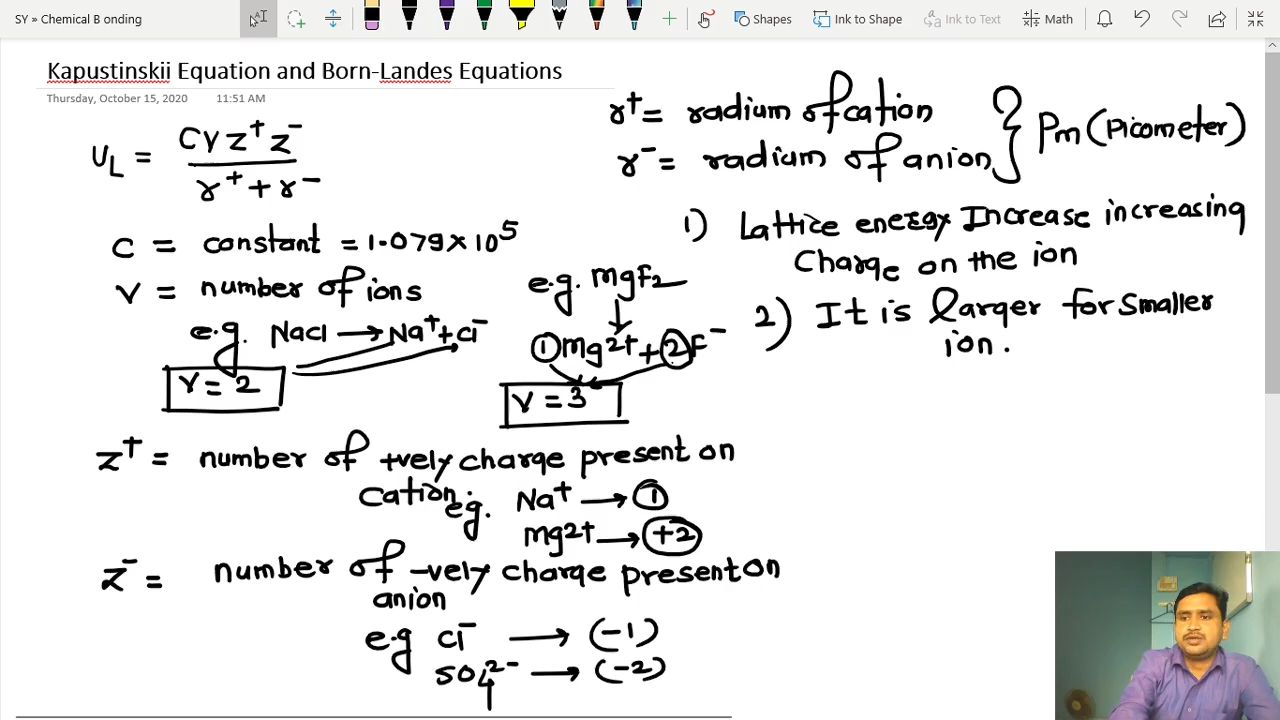 SY » Chemical B onding
Shapes
Ink to Shape
Ink to Text
Math
Kapustinskii Equation and Born-Landes Equations
Thursday, October 15, 2020 11:51 AM
U_L = CVZ⁺Z⁻ / r⁺ + r⁻
C = constant = 1.079×10⁵
V = number of ions
e.g. NaCl → Na⁺+Cl⁻
V = 2
e.g. MgF₂
① Mg²⁺ + ② F⁻
V = 3
Z⁺ = number of +vely charge present on
cation eg. Na⁺ → ①
Mg²⁺ → +2
Z⁻ = number of -vely charge present on
anion
e.g Cl⁻ → (-1)
SO₄²⁻ → (-2)
r⁺ = radium of cation
r⁻ = radium of anion } Pm (Picometer)
1) Lattice energy Increase increasing
Charge on the ion
2) It is larger for smaller
ion.